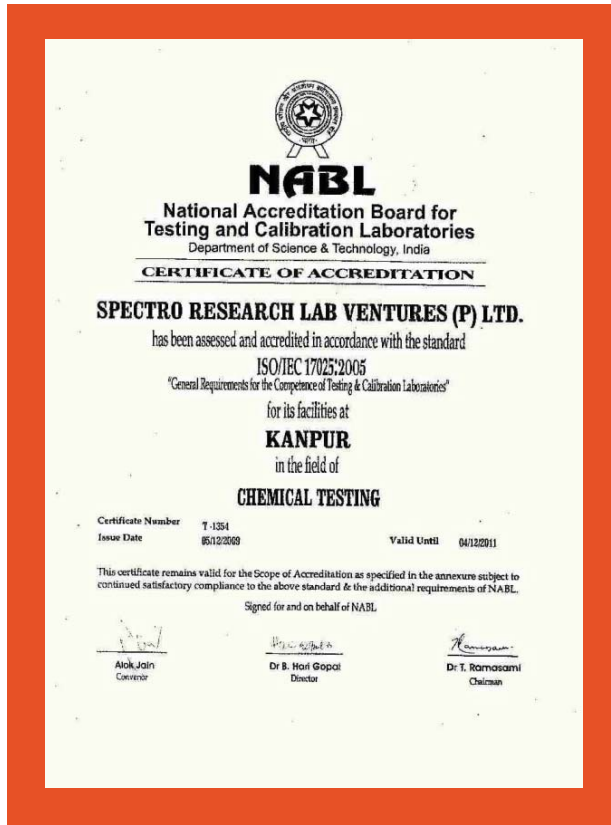 NABL
National Accreditation Board for
Testing and Calibration Laboratories
Department of Science & Technology, India
CERTIFICATE OF ACCREDITATION
SPECTRO RESEARCH LAB VENTURES (P) LTD.
has been assessed and accredited in accordance with the standard
ISO/IEC 17025:2005
"General Requirements for the Competence of Testing & Calibration Laboratories"
for its facilities at
KANPUR
in the field of
CHEMICAL TESTING
Certificate Number T-1354
Issue Date 05/12/2009 Valid Until 04/12/2011
This certificate remains valid for the Scope of Accreditation as specified in the annexure subject to
continued satisfactory compliance to the above standard & the additional requirements of NABL.
Signed for and on behalf of NABL
Alok Jain Dr B. Hari Gopal Dr T. Ramasami
Convenor Director Chairman